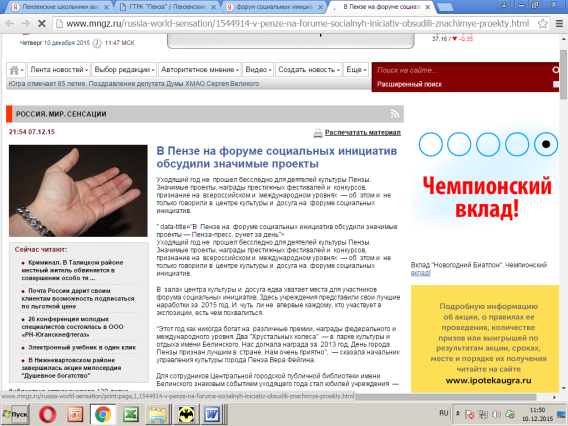 Пензенские школьники вы
ГТРК "Пенза" / Пензенские
форум социальных инициат
В Пензе на форуме социаль
www.mngz.ru/russia-world-sensation/1544914-v-penze-na-forume-socialnyh-iniciativ-obsudili-znachimye-proekty.html
Четверг 10 декабря 2015 11:47 МСК
37.16 / -0.35
Лента новостей Выбор редакции Авторитетное мнение Видео Создать новость Еще
Поиск на сайте...
Расширенный поиск
Югра отмечает 85 летие. Поздравление депутата Думы ХМАО Сергея Великого
РОССИЯ. МИР. СЕНСАЦИИ
21:54 07.12.15
Распечатать материал
В Пензе на форуме социальных инициатив
обсудили значимые проекты
Уходящий год не прошел бесследно для деятелей культуры Пензы.
Значимые проекты, награды престижных фестивалей и конкурсов,
признание на всероссийском и международном уровнях — об этом и не
только говорили в центре культуры и досуга на форуме социальных
инициатив.
" data-title="В Пензе на форуме социальных инициатив обсудили значимые
проекты — Пенза-пресс, рунет за день">
Уходящий год не прошел бесследно для деятелей культуры Пензы.
Значимые проекты, награды престижных фестивалей и конкурсов,
признание на всероссийском и международном уровнях — об этом и не
только говорили в центре культуры и досуга на форуме социальных
инициатив.
В залах центра культуры и досуга едва хватает места для участников
форума социальных инициатив. Здесь учреждения представили свои лучшие
наработки за 2015 год. И чуть ли не впервые каждому, кто участвует в
экспозиции, есть чем похвалиться.
"Этот год как никогда богат на различные премии, награды федерального и
международного уровня. Два "Хрустальных колеса" — в парке культуры и
отдыха имени Белинского. Нас догнала награда за 2013 год. День города
Пензы признан лучшим в стране. Нам очень приятно", — сказала начальник
управления культуры города Пенза Вера Фейгина.
Для сотрудников Центральной городской публичной библиотеки имени
Белинского знаковым событием уходящего года стал юбилей учреждения —
Сейчас читают:
Криминал. В Талицком районе
местный житель обвиняется в
совершении особо тя ...
Почта России дарит своим
клиентам возможность подписаться
по льготной цене
26 конференция молодых
специалистов состоялась в ООО
«РН-Юганскнефтегаз»
Электронный учебник в один клик
В Нижневартовском районе
завершилась акция милосердия
"Душевное богатство"
Чемпионский
вклад!
Вклад "Новогодний Биатлон". Чемпионский
вклад!
Подробную информацию
об акции, о правилах ее
проведения, количестве
призов или выигрышей по
результатам акции, сроках,
месте и порядке их получения
читайте на сайте
www.ipotekaugra.ru
www.mngz.ru/russia-world-sensation/print:page,1,1544914-v-penze-na-forume-socialnyh-iniciativ-obsudili-znachimye-proekty.html
Пуск
RU
11:50
10.12.2015